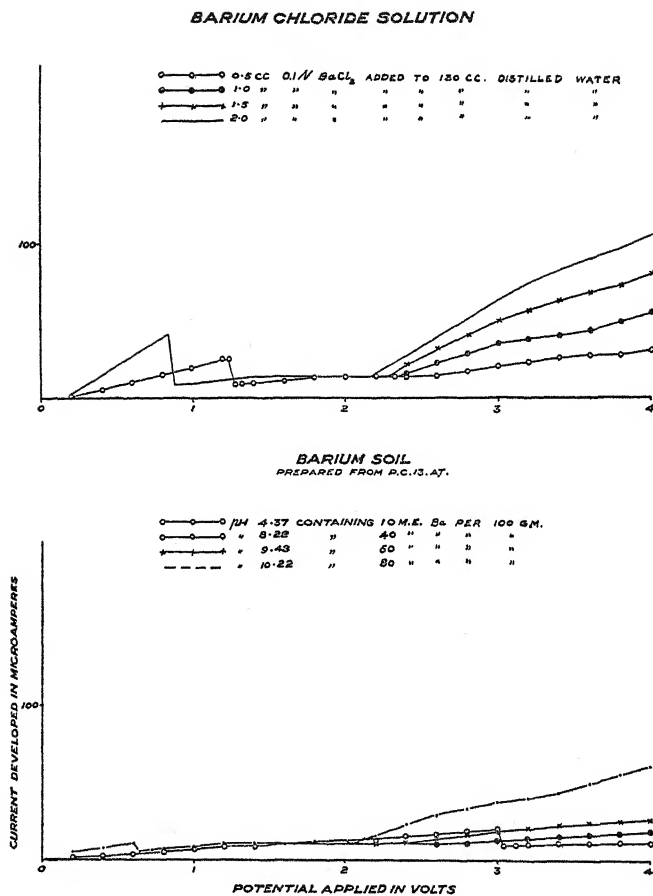 BARIUM CHLORIDE SOLUTION
0.5 CC 0.1N BaCl2 ADDED TO 130 CC. DISTILLED WATER
1.0 " " " " " " " "
1.5 " " " " " " " "
2.0 " " " " " " " "
100
0 1 2 3 4
BARIUM SOIL
PREPARED FROM P.C.13.AT.
pH 4.37 CONTAINING 10 M.E. Ba PER 100 GM.
" 8.22 " 40 " " " "
" 9.43 " 60 " " " "
" 10.22 " 80 " " " "
CURRENT DEVELOPED IN MICROAMPERES
100
0 1 2 3 4
POTENTIAL APPLIED IN VOLTS